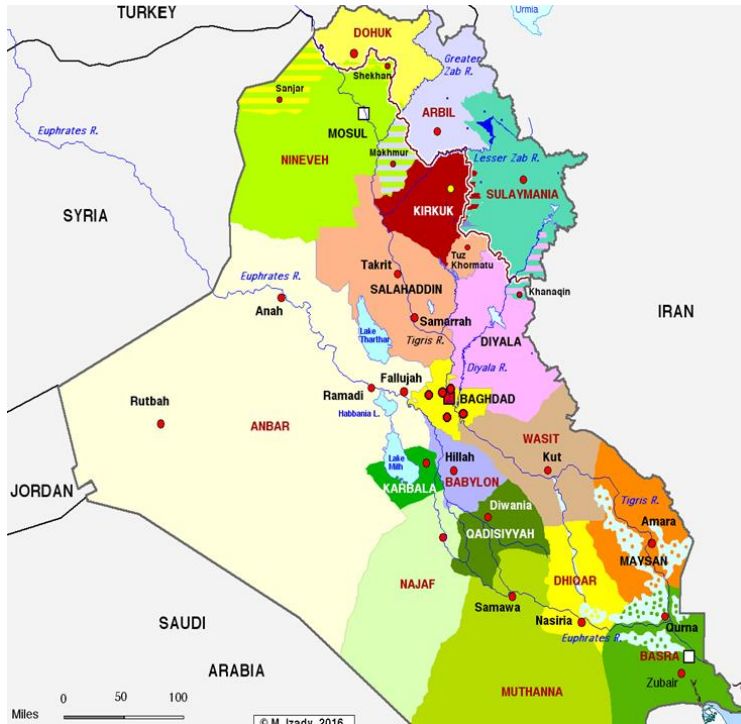 TURKEY
Urmia
DOHUK
Shekhan
Greater
Zab R.
Sanjar
ARBIL
Euphrates R.
MOSUL
Makhmur
Lesser Zab R.
NINEVEH
SULAYMANIA
KIRKUK
SYRIA
Tuz
Khormatu
Takrit
Euphrates R.
SALAHADDIN
Khanaqin
Anah
IRAN
Samarrah
Lake
Tharthar
Tigris R.
DIYALA
Diyala R.
Fallujah
Ramadi
BAGHDAD
Rutbah
Habbania L.
ANBAR
WASIT
Lake
Milh
Hillah
Kut
KARBALA
BABYLON
JORDAN
Tigris R.
Diwania
Amara
QADISIYYAH
MAYSAN
NAJAF
DHIQAR
Samawa
Nasiria
Qurna
SAUDI
Euphrates R.
BASRA
ARABIA
Zubair
MUTHANNA
0 50 100
Miles
© M. Izady, 2016